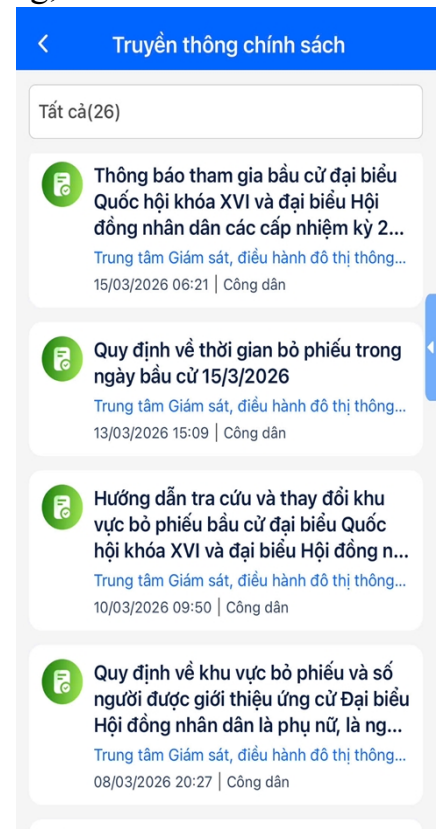 g,
Truyền thông chính sách
Tất cả(26)
Thông báo tham gia bầu cử đại biểu
Quốc hội khóa XVI và đại biểu Hội
đồng nhân dân các cấp nhiệm kỳ 2...
Trung tâm Giám sát, điều hành đô thị thông...
15/03/2026 06:21 | Công dân
Quy định về thời gian bỏ phiếu trong
ngày bầu cử 15/3/2026
Trung tâm Giám sát, điều hành đô thị thông...
13/03/2026 15:09 | Công dân
Hướng dẫn tra cứu và thay đổi khu
vực bỏ phiếu bầu cử đại biểu Quốc
hội khóa XVI và đại biểu Hội đồng n...
Trung tâm Giám sát, điều hành đô thị thông...
10/03/2026 09:50 | Công dân
Quy định về khu vực bỏ phiếu và số
người được giới thiệu ứng cử Đại biểu
Hội đồng nhân dân là phụ nữ, là ng...
Trung tâm Giám sát, điều hành đô thị thông...
08/03/2026 20:27 | Công dân